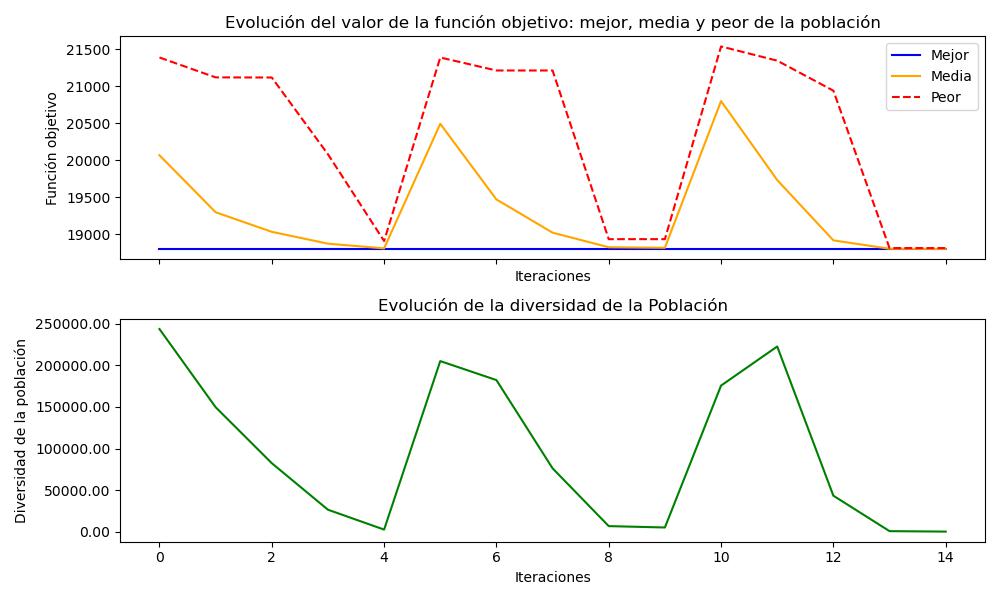 Evolución del valor de la función objetivo: mejor, media y peor de la población
21500
21000
20500
20000
19500
19000
Función objetivo
Mejor
Media
Peor
Iteraciones
Evolución de la diversidad de la Población
250000.00
200000.00
150000.00
100000.00
50000.00
0.00
Diversidad de la población
0 2 4 6 8 10 12 14
Iteraciones